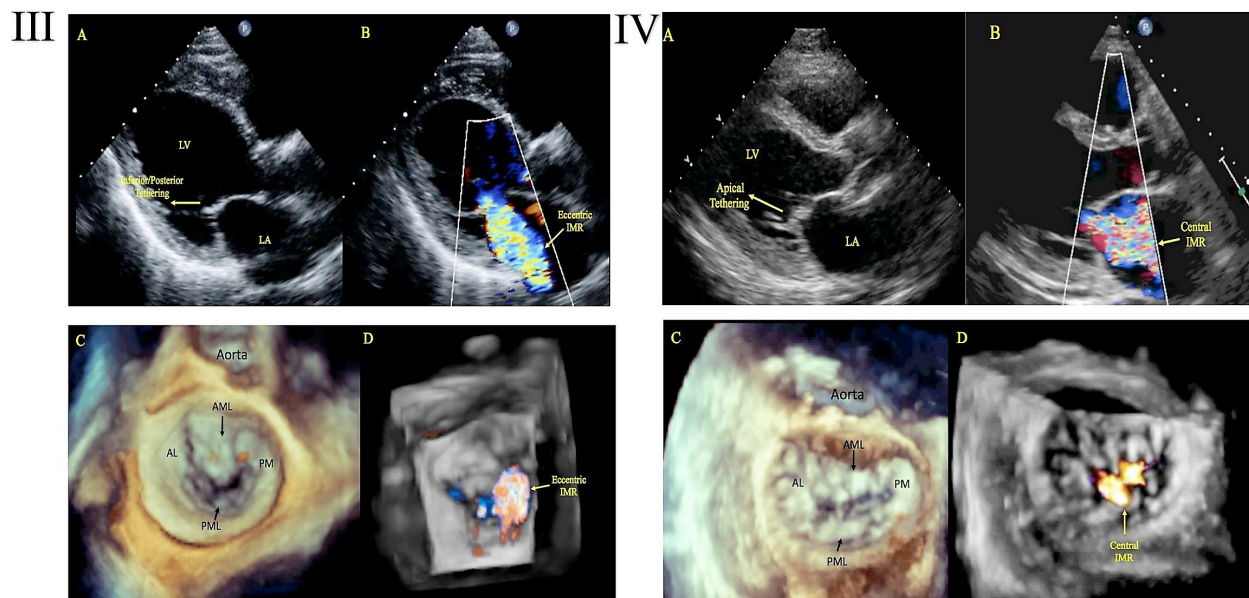 III
A
P
LV
Inferior/Posterior
Tethering
LA
B
P
Eccentric
IMR
C
Aorta
AML
AL
PM
PML
D
Eccentric
IMR
IV
A
LV
Apical
Tethering
LA
B
P
Central
IMR
C
Aorta
AML
AL
PM
PML
D
Central
IMR